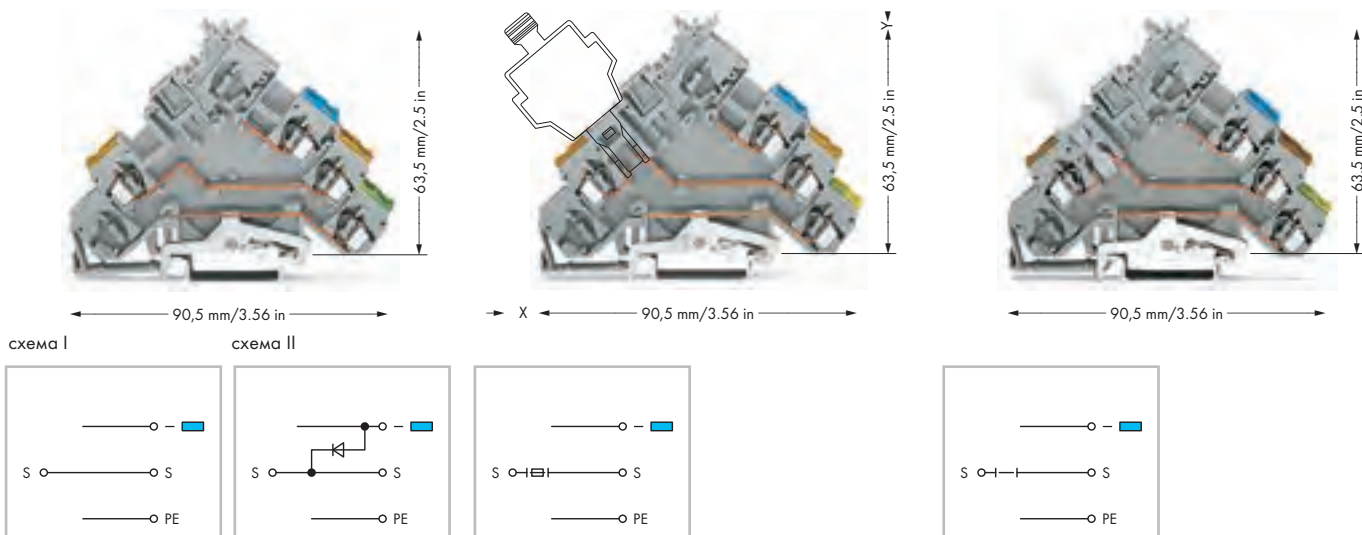 63,5 mm/2.5 in
90,5 mm/3.56 in
Y
63,5 mm/2.5 in
X
90,5 mm/3.56 in
63,5 mm/2.5 in
90,5 mm/3.56 in
схема I
схема II
–
S
S
PE
–
S
S
PE
–
S
S
PE
–
S
S
PE